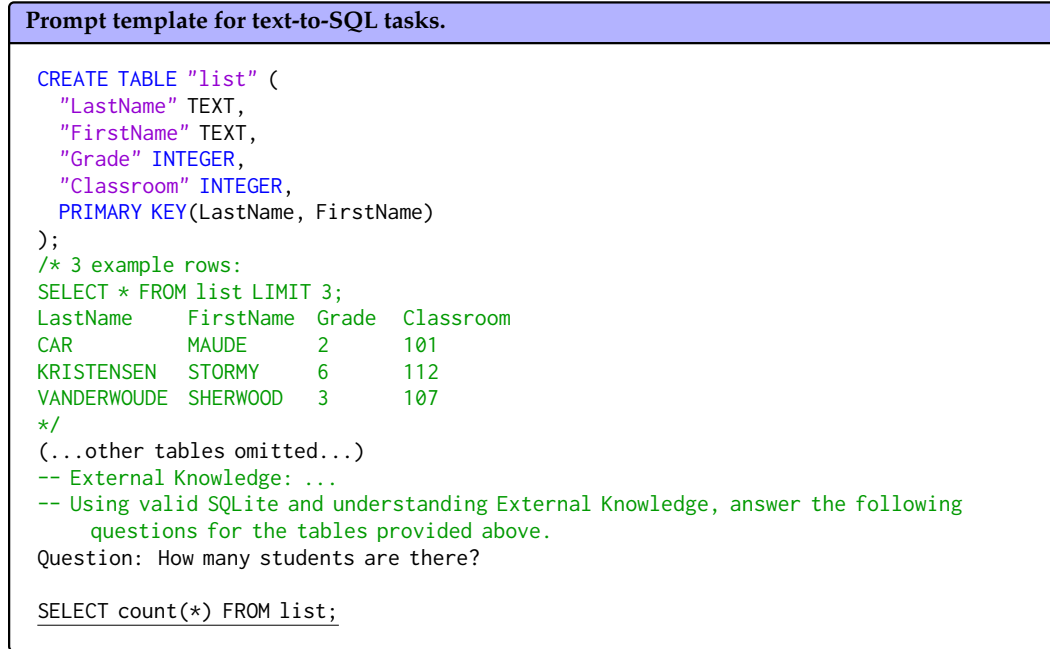 Prompt template for text-to-SQL tasks.
CREATE TABLE "list" (
"LastName" TEXT,
"FirstName" TEXT,
"Grade" INTEGER,
"Classroom" INTEGER,
PRIMARY KEY(LastName, FirstName)
);
/* 3 example rows:
SELECT * FROM list LIMIT 3;
LastName FirstName Grade Classroom
CAR MAUDE 2 101
KRISTENSEN STORMY 6 112
VANDERWOUDE SHERWOOD 3 107
*/
(...other tables omitted...)
-- External Knowledge: ...
-- Using valid SQLite and understanding External Knowledge, answer the following
questions for the tables provided above.
Question: How many students are there?
SELECT count(*) FROM list;